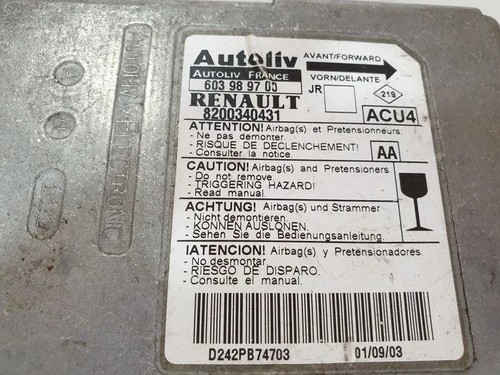 Autoliv
AVANT/FORWARD
AUTOLIV FRANCE
VORN/DELANTE
603 98 97 00
JR
219
RENAULT
8200340431
ACU4
ATTENTION! Airbag(s) et Pretensionneurs
- Ne pas demonter.
- RISQUE DE DECLENCHEMENT!
- Consulter la notice.
AA
CAUTION! Airbag(s) and Pretensioners
- Do not remove.
- TRIGGERING HAZARD!
- Read manual.
ACHTUNG! Airbag(s) und Strammer
- Nicht demontieren.
- KONNEN AUSLONEN.
- Sehen Sie die Bedienungsanleitung.
¡ATENCION! Airbag(s) y Pretensionadores.
- No desmontar.
- RIESGO DE DISPARO.
- Consulte el manual.
D242PB74703
01/09/03
AUTOLIV ELECTRONIC